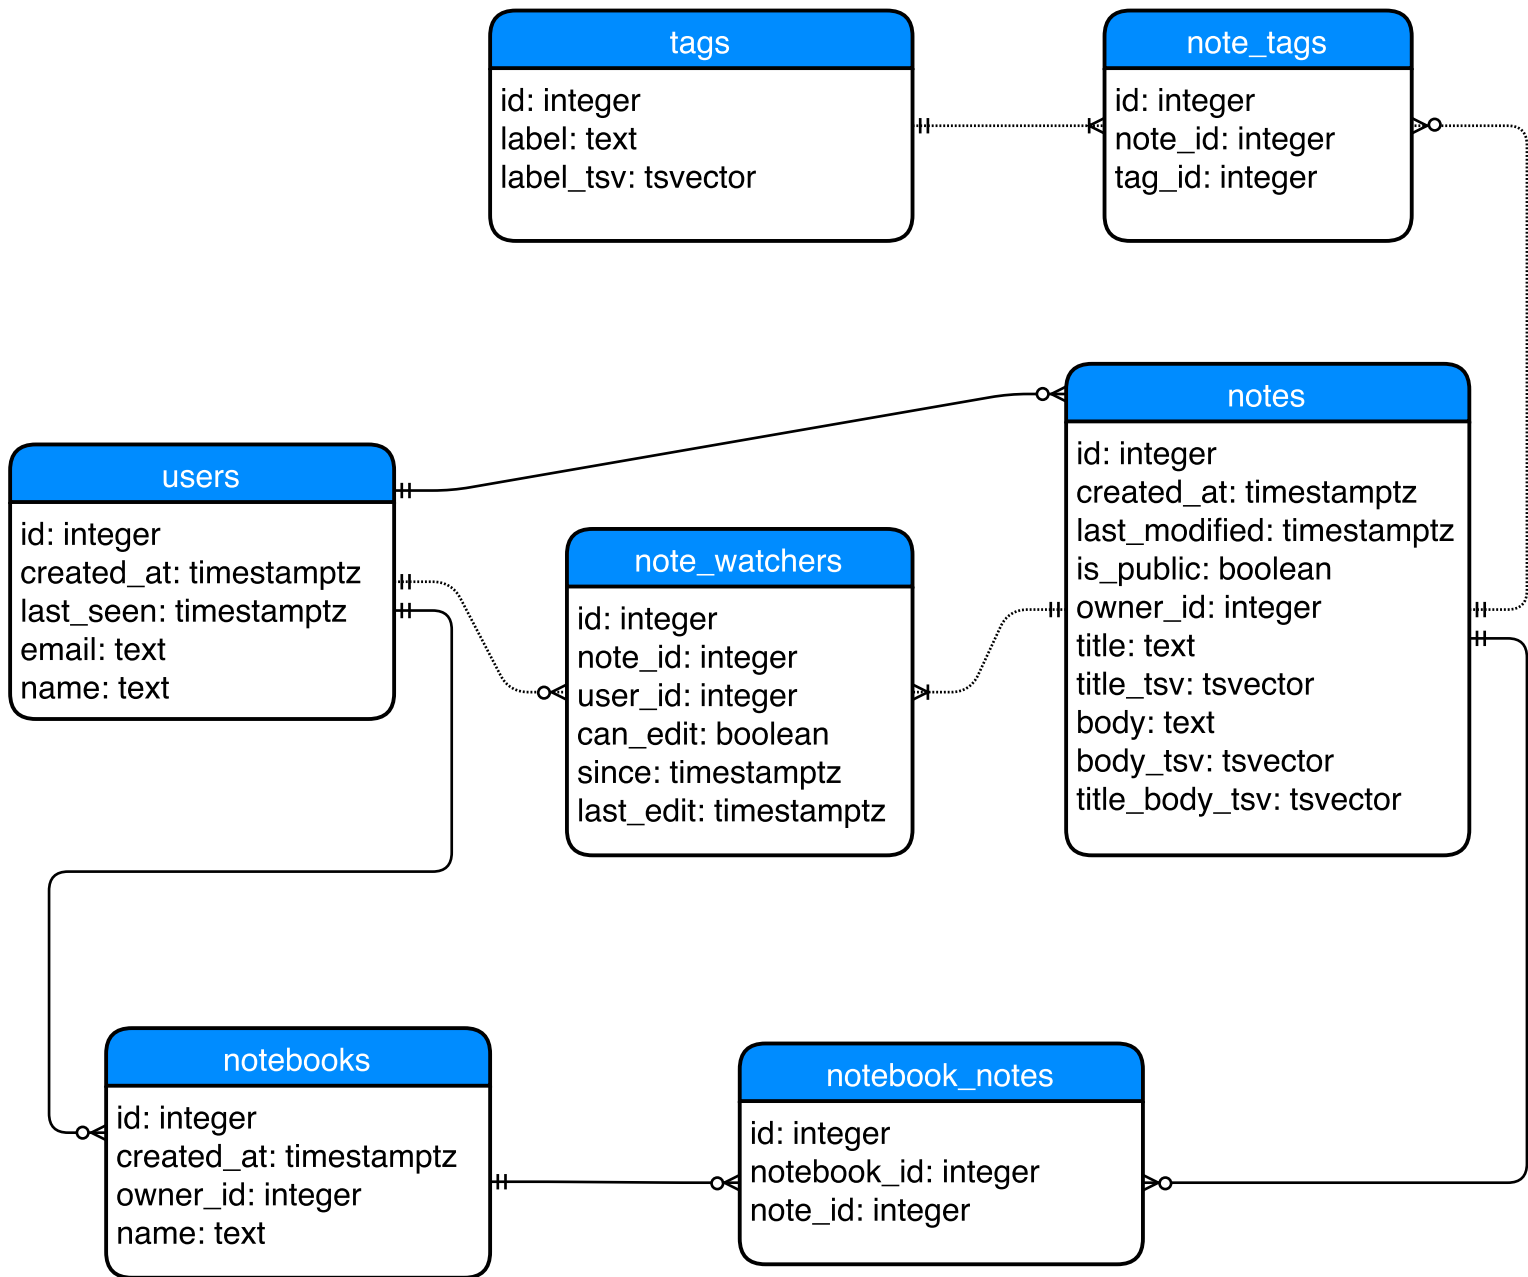 tags
id: integer
label: text
label_tsv: tsvector
note_tags
id: integer
note_id: integer
tag_id: integer
notes
id: integer
created_at: timestamptz
last_modified: timestamptz
is_public: boolean
owner_id: integer
title: text
title_tsv: tsvector
body: text
body_tsv: tsvector
title_body_tsv: tsvector
users
id: integer
created_at: timestamptz
last_seen: timestamptz
email: text
name: text
note_watchers
id: integer
note_id: integer
user_id: integer
can_edit: boolean
since: timestamptz
last_edit: timestamptz
notebooks
id: integer
created_at: timestamptz
owner_id: integer
name: text
notebook_notes
id: integer
notebook_id: integer
note_id: integer